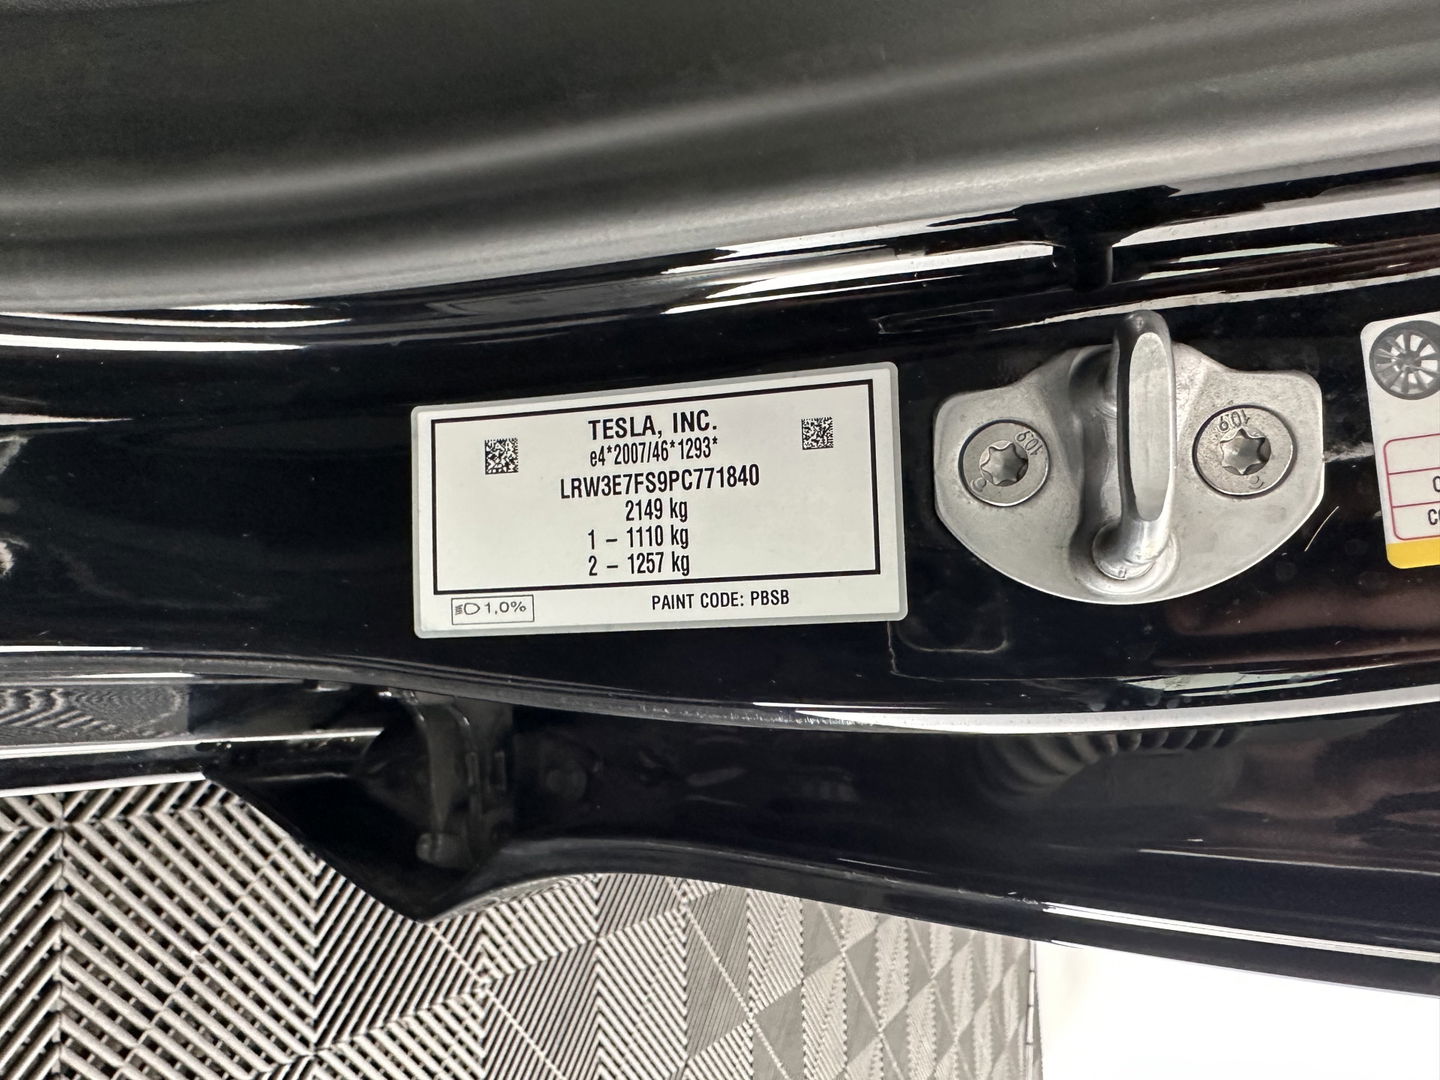 TESLA, INC.
e4*2007/46*1293*
LRW3E7FS9PC771840
2149 kg
1 – 1110 kg
2 – 1257 kg
1,0%
PAINT CODE: PBSB
10.9
10.9